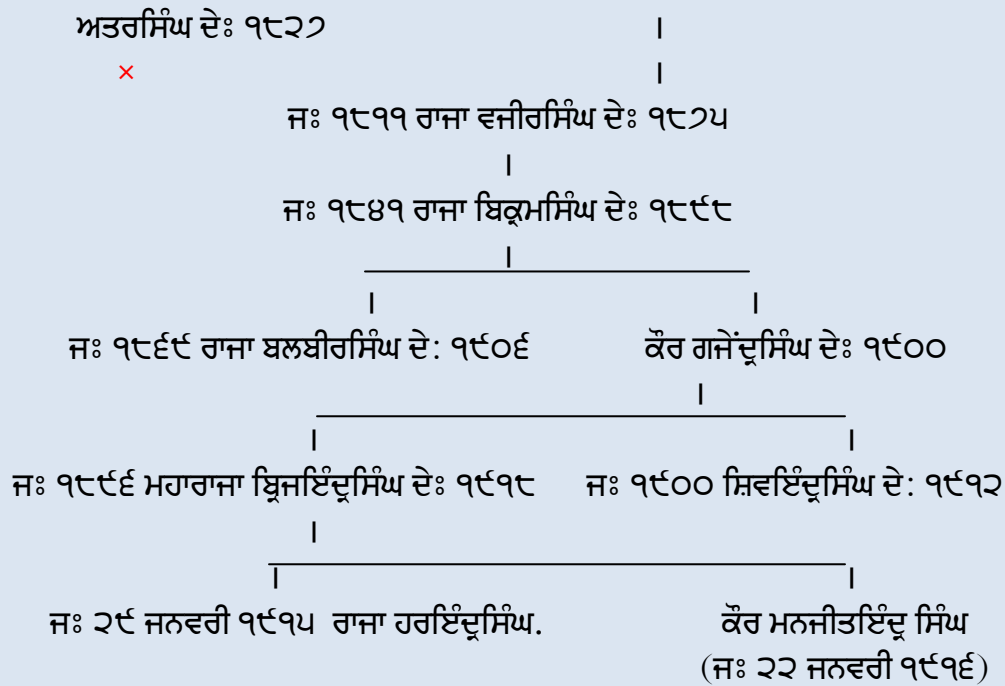 ਅਤਰਸਿੰਘ ਦੇਃ ੧੮੨੭
×
ਜਃ ੧੮੧੧ ਰਾਜਾ ਵਜੀਰਸਿੰਘ ਦੇਃ ੧੮੭੫
ਜਃ ੧੮੪੧ ਰਾਜਾ ਬਿਕ੍ਰਮਸਿੰਘ ਦੇਃ ੧੮੯੮
ਜਃ ੧੮੬੯ ਰਾਜਾ ਬਲਬੀਰਸਿੰਘ ਦੇ: ੧੯੦੬ ਕੌਰ ਗਜੇਂਦ੍ਰਸਿੰਘ ਦੇਃ ੧੯੦੦
ਜਃ ੧੮੯੬ ਮਹਾਰਾਜਾ ਬ੍ਰਿਜਇੰਦ੍ਰਸਿੰਘ ਦੇਃ ੧੯੧੮ ਜਃ ੧੯੦੦ ਸ਼ਿਵਇੰਦ੍ਰਸਿੰਘ ਦੇ: ੧੯੧੨
ਜਃ ੨੯ ਜਨਵਰੀ ੧੯੧੫ ਰਾਜਾ ਹਰਇੰਦ੍ਰਸਿੰਘ. ਕੌਰ ਮਨਜੀਤਇੰਦ੍ਰ ਸਿੰਘ
(ਜਃ ੨੨ ਜਨਵਰੀ ੧੯੧੬)